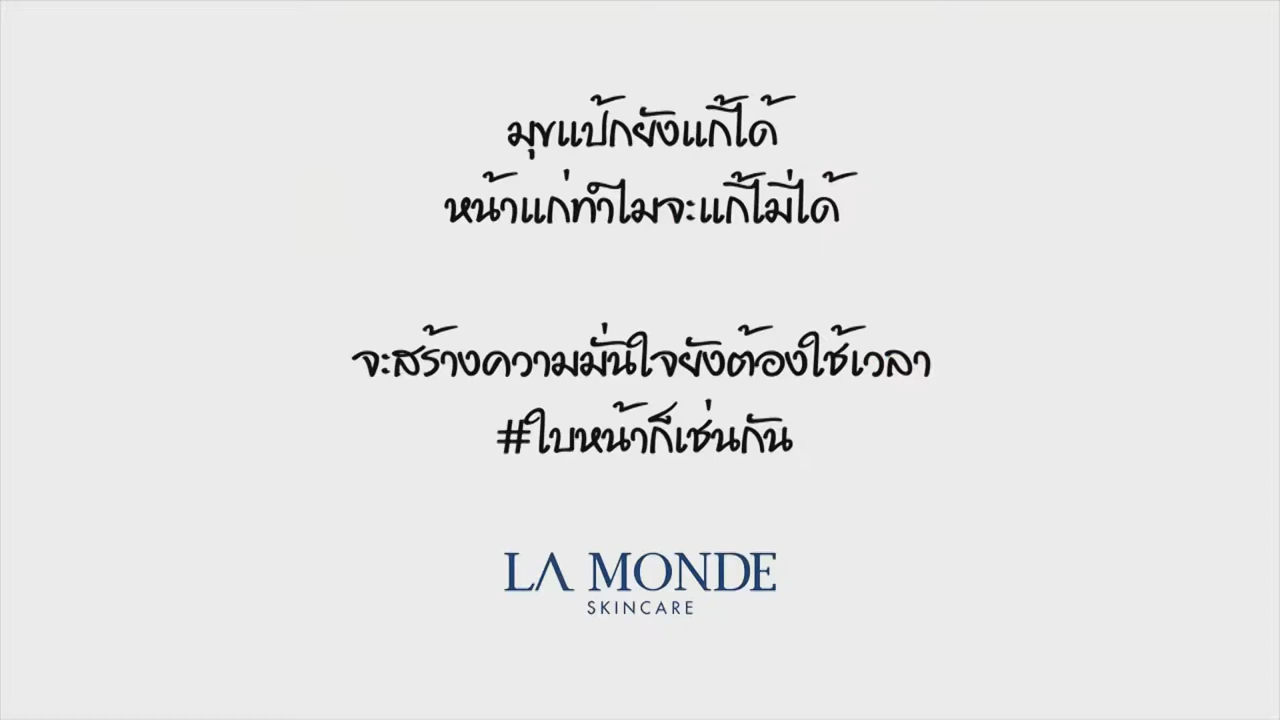 มุขแป้กยังแก้ได้
หน้าแก่ทำไมจะแก้ไม่ได้
จะสร้างความมั่นใจยังต้องใช้เวลา
#ใบหน้าก็เช่นกัน
LA MONDE
SKINCARE